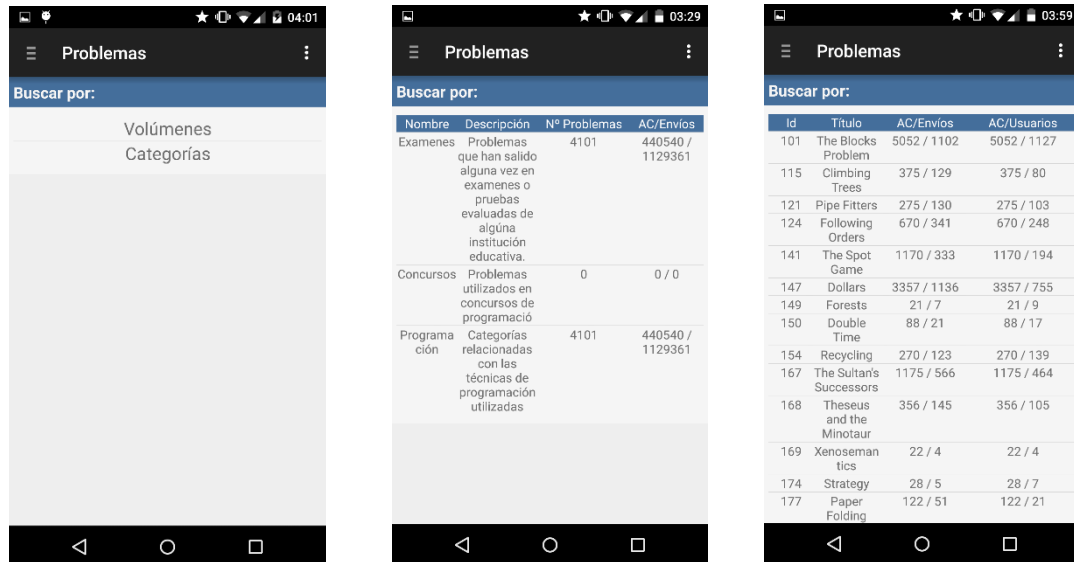 04:01
Problemas
Buscar por:
Volúmenes
Categorías
03:29
Problemas
Buscar por:
Nombre Descripción Nº Problemas AC/Envíos
Examenes Problemas 4101 440540 /
que han salido 1129361
alguna vez en
examenes o
pruebas
evaluadas de
algúna
institución
educativa.
Concursos Problemas 0 0 / 0
utilizados en
concursos de
programació
Programa Categorías 4101 440540 /
ción relacionadas 1129361
con las
técnicas de
programación
utilizadas
03:59
Problemas
Buscar por:
Id Título AC/Envíos AC/Usuarios
101 The Blocks 5052 / 1102 5052 / 1127
Problem
115 Climbing 375 / 129 375 / 80
Trees
121 Pipe Fitters 275 / 130 275 / 103
124 Following 670 / 341 670 / 248
Orders
141 The Spot 1170 / 333 1170 / 194
Game
147 Dollars 3357 / 1136 3357 / 755
149 Forests 21 / 7 21 / 9
150 Double 88 / 21 88 / 17
Time
154 Recycling 270 / 123 270 / 139
167 The Sultan's 1175 / 566 1175 / 464
Successors
168 Theseus 356 / 145 356 / 105
and the
Minotaur
169 Xenoseman 22 / 4 22 / 4
tics
174 Strategy 28 / 5 28 / 7
177 Paper 122 / 51 122 / 21
Folding